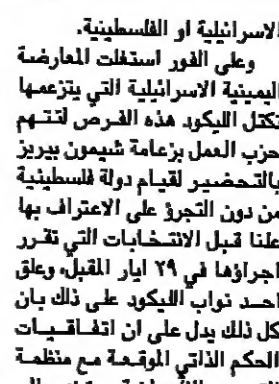 الاسرائيلية او الفلسطينية.
وعلى الفور استغلت المعارضة
اليمينية الاسرائيلية التي يتزعمها
تكتل الليكود هذه الفرص لتتهم
حزب العمل بزعامة شيمون بيريز
بالتحضير لقيام دولة فلسطينية
من دون التجرؤ على الاعتراف بها
علنا قبل الانتخابات التي تقرر
اجراؤها في ٢٩ ايار المقبل، وعلق
احد نواب الليكود على ذلك بان
كل ذلك يدل على ان اتفاقيات
الحكم الذاتي الموقعة مع منظمة